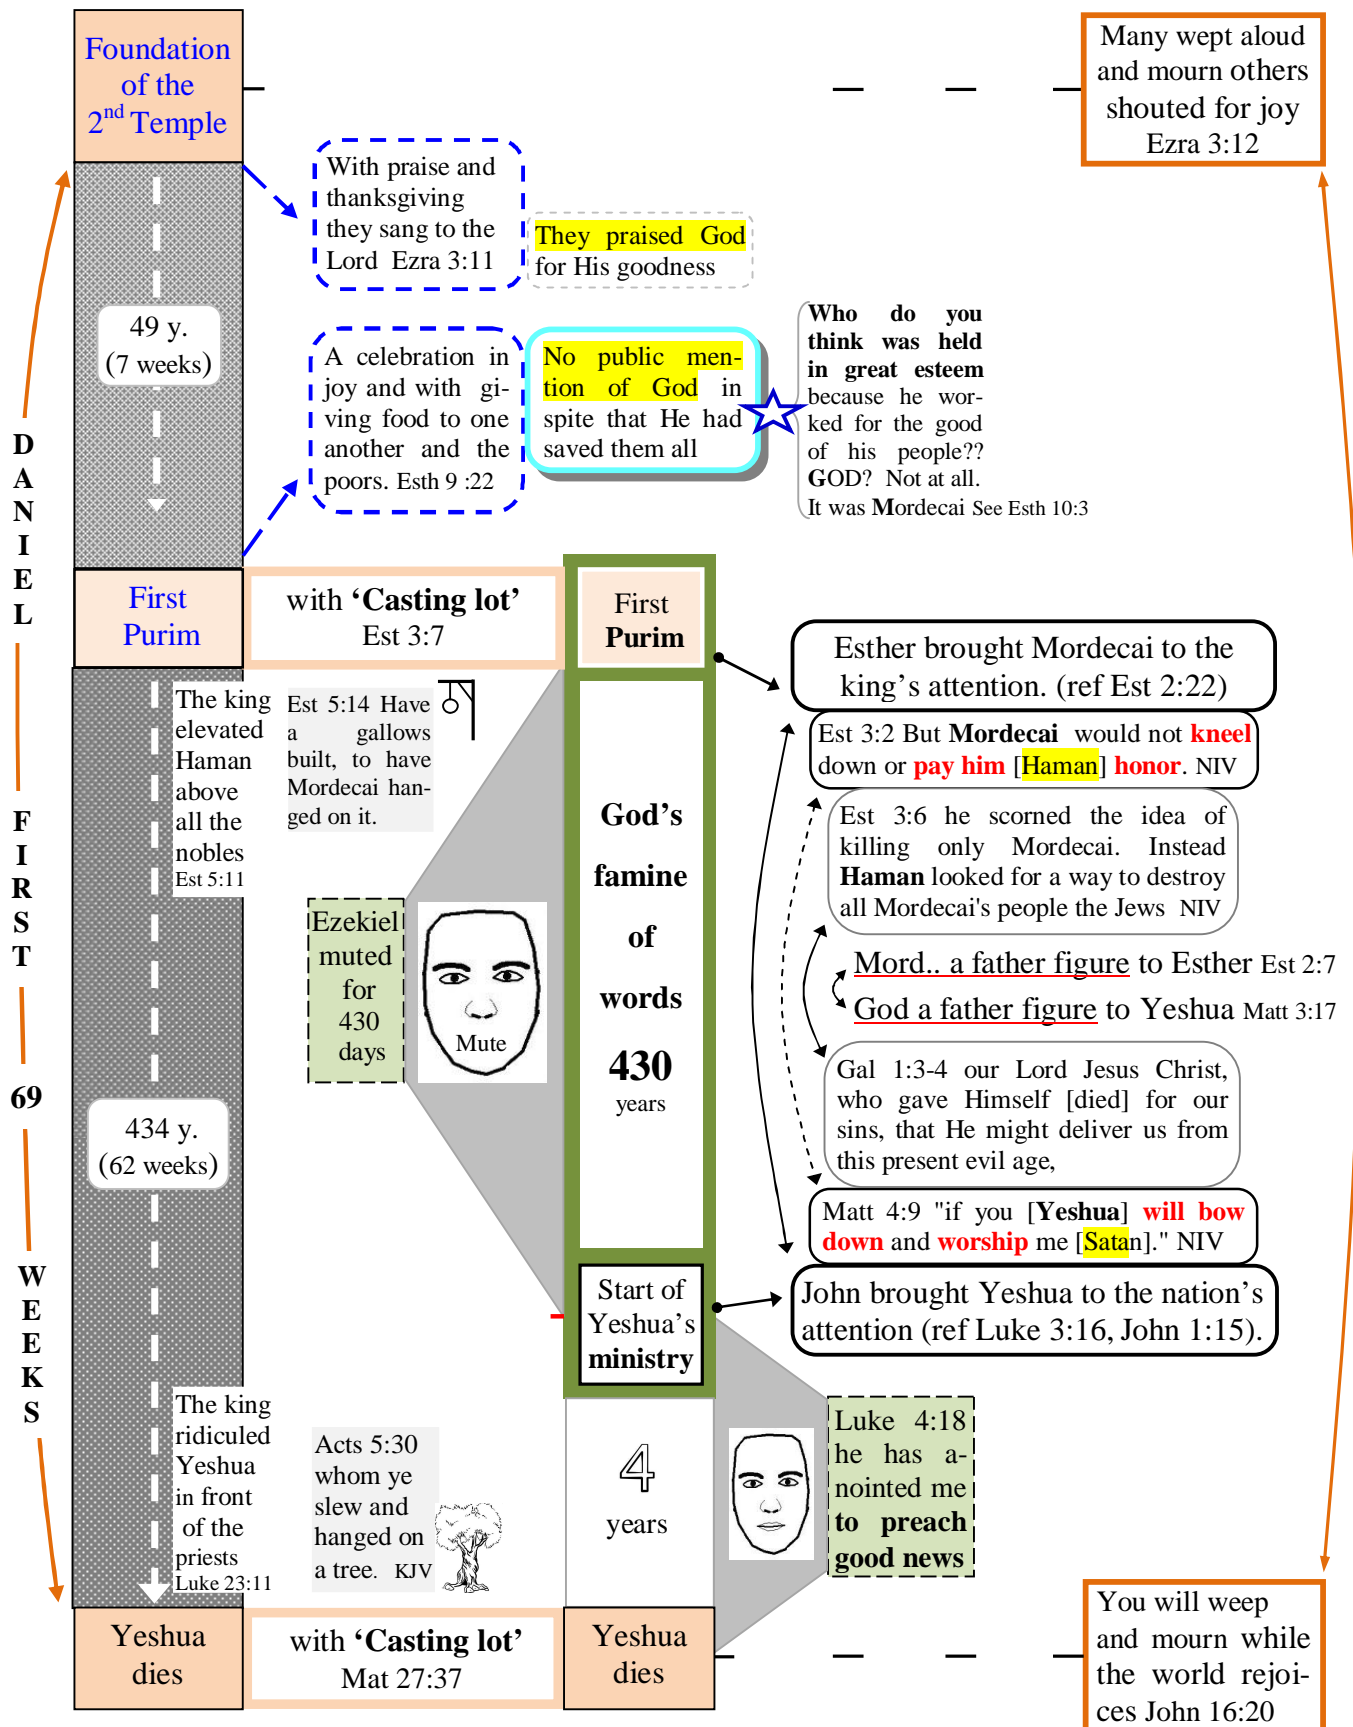 Foundation
of the
2nd Temple
Many wept aloud
and mourn others
shouted for joy
Ezra 3:12
With praise and
thanksgiving
they sang to the
Lord Ezra 3:11
They praised God
for His goodness
49 y.
(7 weeks)
A celebration in
joy and with gi-
ving food to one
another and the
poors. Esth 9 :22
No public men-
tion of God in
spite that He had
saved them all
Who do you
think was held
in great esteem
because he wor-
ked for the good
of his people??
GOD? Not at all.
It was Mordecai See Esth 10:3
DANIEL
FIRST
69
WEEKS
First
Purim
with ‘Casting lot’
Est 3:7
First
Purim
The king
elevated
Haman
above
all the
nobles
Est 5:11
Est 5:14 Have
a gallows
built, to have
Mordecai han-
ged on it.
Esther brought Mordecai to the
king’s attention. (ref Est 2:22)
Est 3:2 But Mordecai would not kneel
down or pay him [Haman] honor. NIV
Est 3:6 he scorned the idea of
killing only Mordecai. Instead
Haman looked for a way to destroy
all Mordecai's people the Jews NIV
Mord.. a father figure to Esther Est 2:7
God a father figure to Yeshua Matt 3:17
Gal 1:3-4 our Lord Jesus Christ,
who gave Himself [died] for our
sins, that He might deliver us from
this present evil age,
Matt 4:9 "if you [Yeshua] will bow
down and worship me [Satan]." NIV
John brought Yeshua to the nation’s
attention (ref Luke 3:16, John 1:15).
God’s
famine
of
words
430
years
Ezekiel
muted
for
430
days
Mute
434 y.
(62 weeks)
Start of
Yeshua’s
ministry
The king
ridiculed
Yeshua
in front
of the
priests
Luke 23:11
Acts 5:30
whom ye
slew and
hanged on
a tree. KJV
4
years
Luke 4:18
he has a-
nointed me
to preach
good news
Yeshua
dies
with ‘Casting lot’
Mat 27:37
Yeshua
dies
You will weep
and mourn while
the world rejoi-
ces John 16:20